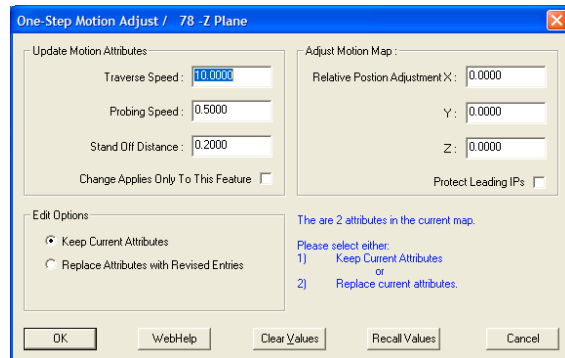 One-Step Motion Adjust /   78 -Z Plane
Update Motion Attributes
Traverse Speed : 10.0000
Probing Speed : 0.5000
Stand Off Distance : 0.2000
Change Applies Only To This Feature
Adjust Motion Map :
Relative Postion Adjustment X : 0.0000
Y : 0.0000
Z : 0.0000
Protect Leading IPs
Edit Options
Keep Current Attributes
Replace Attributes with Revised Entries
The are 2 attributes in the current map.
Please select either:
1) Keep Current Attributes
or
2) Replace current attributes.
OK WebHelp Clear Values Recall Values Cancel